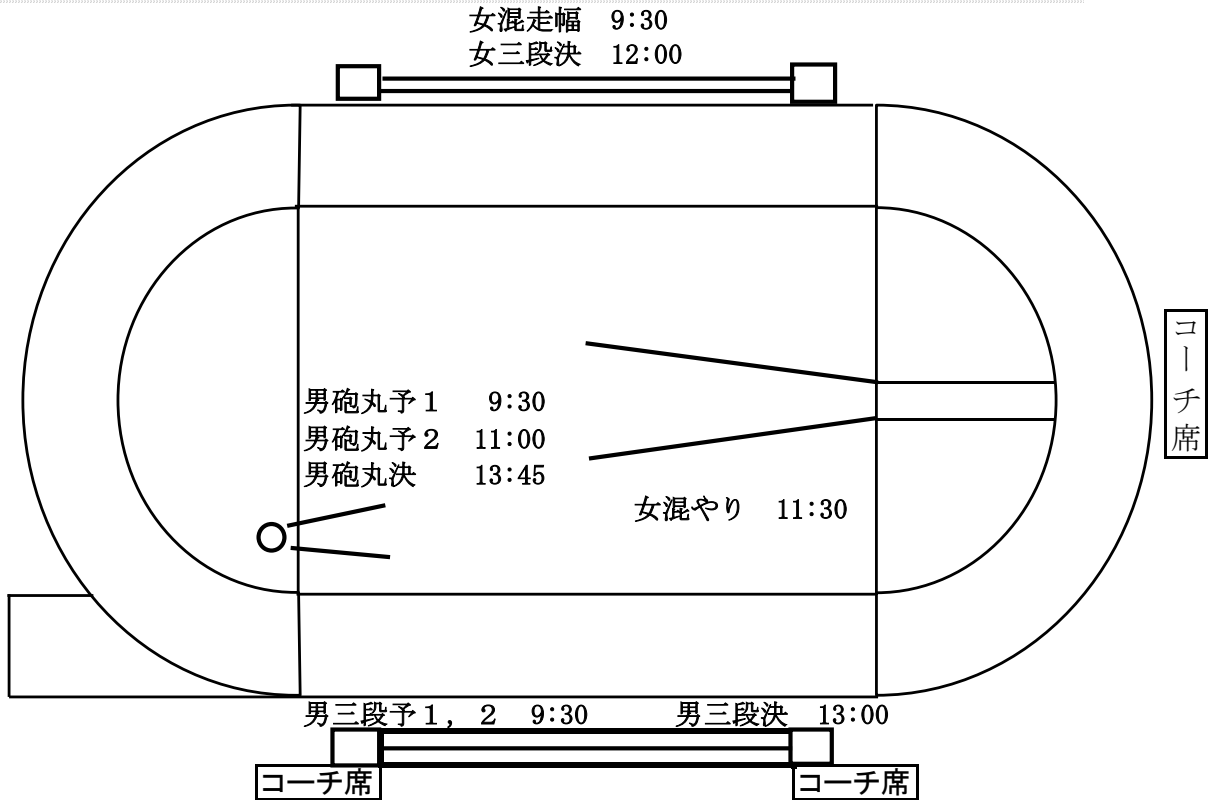 女混走幅 9:30
女三段決 12:00
コーチ席
男砲丸予１ 9:30
男砲丸予２ 11:00
男砲丸決 13:45
女混やり 11:30
男三段予１，２ 9:30 男三段決 13:00
コーチ席 コーチ席